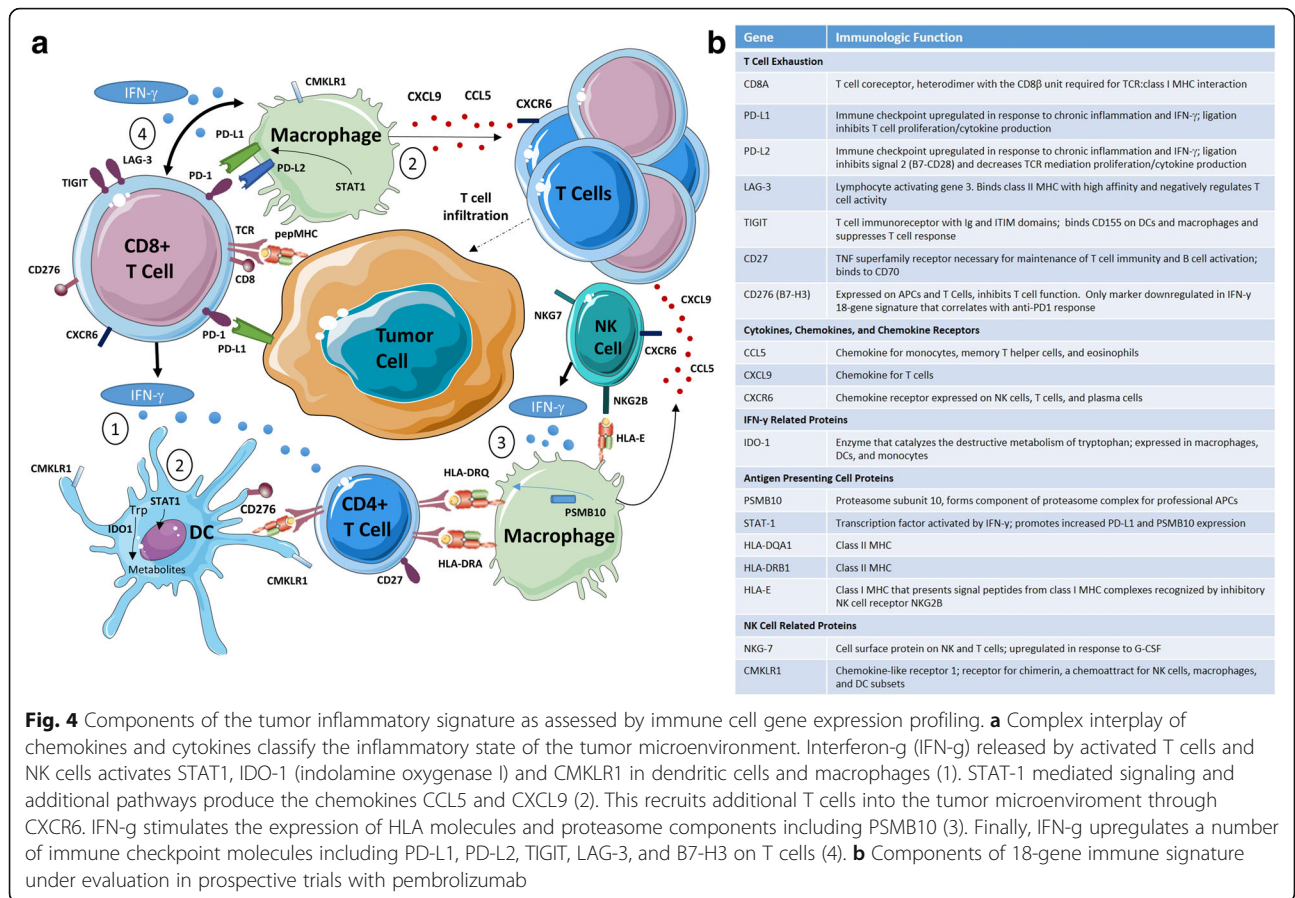 a
IFN-γ
CMKLR1
CXCL9
CCL5
CXCR6
4
PD-L1
Macrophage
2
LAG-3
TIGIT
PD-1
PD-L2
STAT1
T Cells
T cell
infiltration
TCR
pepMHC
CD8+
T Cell
CD276
CD8
CXCR6
PD-1
PD-L1
Tumor
Cell
NKG7
NK
Cell
CXCL9
CXCR6
CCL5
NKG2B
IFN-γ
HLA-E
3
IFN-γ
1
2
CMKLR1
STAT1
Trp
IDO1
DC
CD276
Metabolites
CMKLR1
CD4+
T Cell
CD27
HLA-DRQ
HLA-DRA
PSMB10
Macrophage
b
Gene Immunologic Function
T Cell Exhaustion
CD8A T cell coreceptor, heterodimer with the CD8β unit required for TCR:class I MHC interaction
PD-L1 Immune checkpoint upregulated in response to chronic inflammation and IFN-γ; ligation
inhibits T cell proliferation/cytokine production
PD-L2 Immune checkpoint upregulated in response to chronic inflammation and IFN-γ; ligation
inhibits signal 2 (B7-CD28) and decreases TCR mediation proliferation/cytokine production
LAG-3 Lymphocyte activating gene 3. Binds class II MHC with high affinity and negatively regulates T
cell activity
TIGIT T cell immunoreceptor with Ig and ITIM domains; binds CD155 on DCs and macrophages and
suppresses T cell response
CD27 TNF superfamily receptor necessary for maintenance of T cell immunity and B cell activation;
binds to CD70
CD276 (B7-H3) Expressed on APCs and T Cells, inhibits T cell function. Only marker downregulated in IFN-y
18-gene signature that correlates with anti-PD1 response
Cytokines, Chemokines, and Chemokine Receptors
CCL5 Chemokine for monocytes, memory T helper cells, and eosinophils
CXCL9 Chemokine for T cells
CXCR6 Chemokine receptor expressed on NK cells, T cells, and plasma cells
IFN-y Related Proteins
IDO-1 Enzyme that catalyzes the destructive metabolism of tryptophan; expressed in macrophages,
DCs, and monocytes
Antigen Presenting Cell Proteins
PSMB10 Proteasome subunit 10, forms component of proteasome complex for professional APCs
STAT-1 Transcription factor activated by IFN-y; promotes increased PD-L1 and PSMB10 expression
HLA-DQA1 Class II MHC
HLA-DRB1 Class II MHC
HLA-E Class I MHC that presents signal peptides from class I MHC complexes recognized by inhibitory
NK cell receptor NKG2B
NK Cell Related Proteins
NKG-7 Cell surface protein on NK and T cells; upregulated in response to G-CSF
CMKLR1 Chemokine-like receptor 1; receptor for chimerin, a chemoattract for NK cells, macrophages,
and DC subsets
Fig. 4 Components of the tumor inflammatory signature as assessed by immune cell gene expression profiling. a Complex interplay of
chemokines and cytokines classify the inflammatory state of the tumor microenvironment. Interferon-g (IFN-g) released by activated T cells and
NK cells activates STAT1, IDO-1 (indolamine oxygenase I) and CMKLR1 in dendritic cells and macrophages (1). STAT-1 mediated signaling and
additional pathways produce the chemokines CCL5 and CXCL9 (2). This recruits additional T cells into the tumor microenviroment through
CXCR6. IFN-g stimulates the expression of HLA molecules and proteasome components including PSMB10 (3). Finally, IFN-g upregulates a number
of immune checkpoint molecules including PD-L1, PD-L2, TIGIT, LAG-3, and B7-H3 on T cells (4). b Components of 18-gene immune signature
under evaluation in prospective trials with pembrolizumab